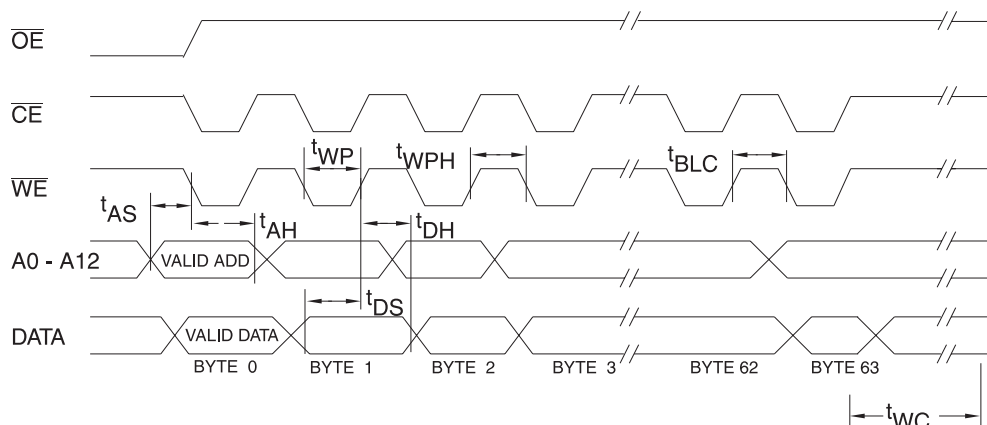 OE
CE
tWP tWPH tBLC
WE
tAS
tAH tDH
A0 - A12 VALID ADD
tDS
DATA VALID DATA
BYTE 0 BYTE 1 BYTE 2 BYTE 3 BYTE 62 BYTE 63
tWC